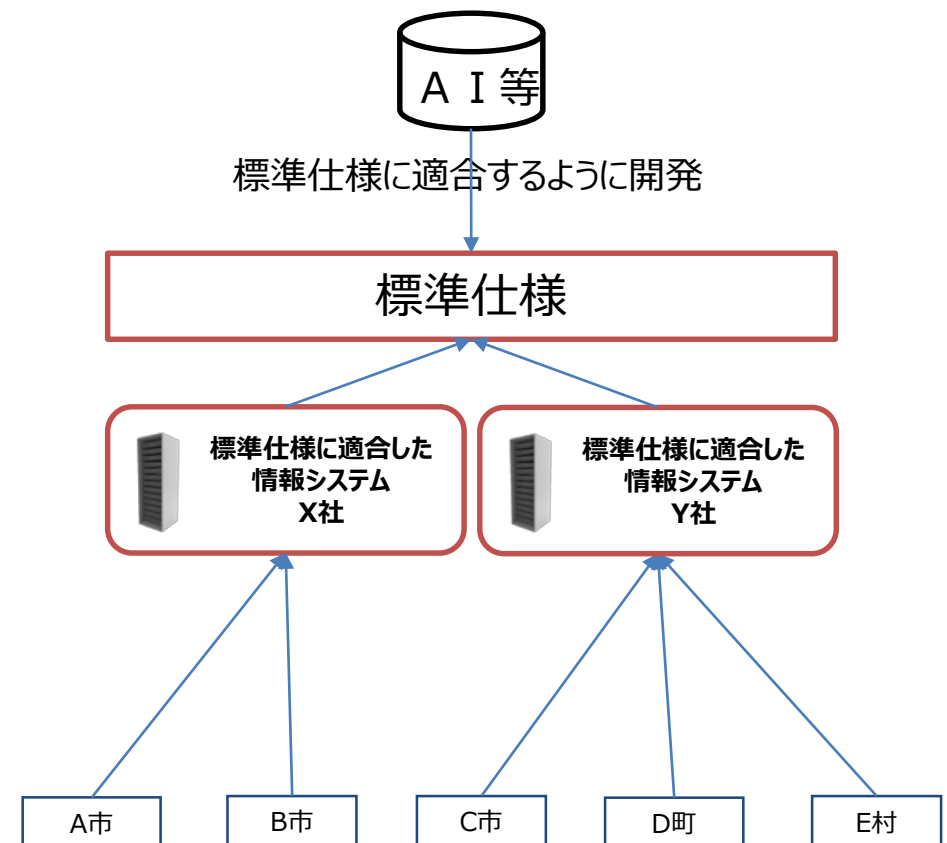 ＡＩ等
標準仕様に適合するように開発
標準仕様
標準仕様に適合した
情報システム
X社
標準仕様に適合した
情報システム
Y社
A市
B市
C市
D町
E村